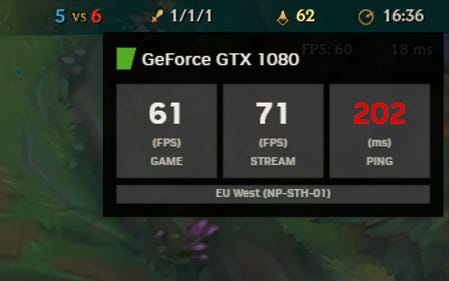 5 vs 6 1/1/1 62 16:36
FPS: 60 18 ms
GeForce GTX 1080
61 71 202
(FPS) (FPS) (ms)
GAME STREAM PING
EU West (NP-STH-01)